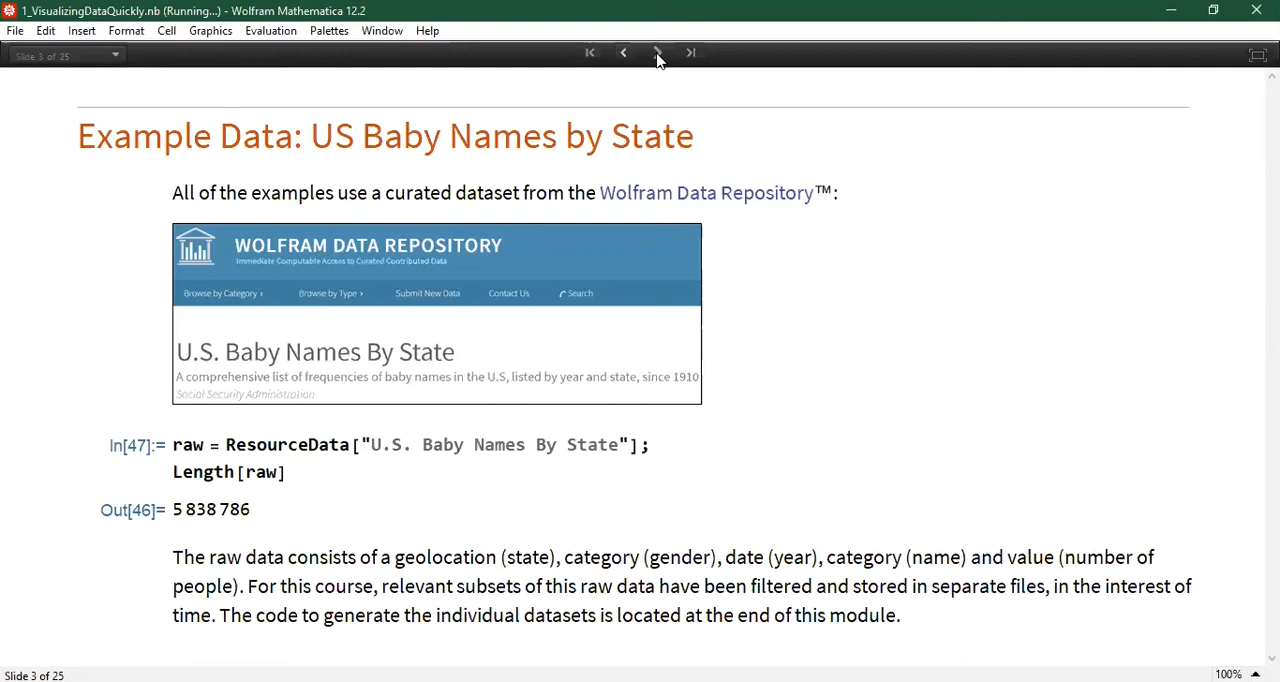 1_VisualizingDataQuickly.nb (Running...) - Wolfram Mathematica 12.2
File Edit Insert Format Cell Graphics Evaluation Palettes Window Help
Slide 3 of 25
Example Data: US Baby Names by State
All of the examples use a curated dataset from the Wolfram Data Repository™:
WOLFRAM DATA REPOSITORY
Immediate Computable Access to Curated Contributed Data
Browse by Category › Browse by Type › Submit New Data Contact Us Search
U.S. Baby Names By State
A comprehensive list of frequencies of baby names in the U.S, listed by year and state, since 1910
Social Security Administration
In[47]:= raw = ResourceData["U.S. Baby Names By State"];
Length[raw]
Out[46]= 5 838 786
The raw data consists of a geolocation (state), category (gender), date (year), category (name) and value (number of
people). For this course, relevant subsets of this raw data have been filtered and stored in separate files, in the interest of
time. The code to generate the individual datasets is located at the end of this module.
Slide 3 of 25
100%